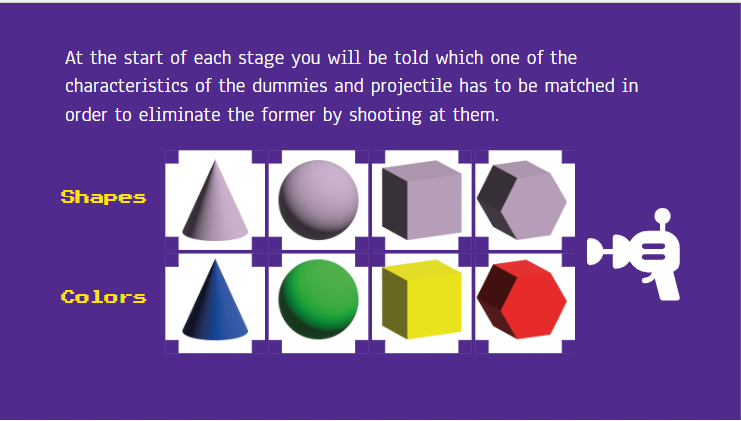 At the start of each stage you will be told which one of the
characteristics of the dummies and projectile has to be matched in
order to eliminate the former by shooting at them.
Shapes
Colors